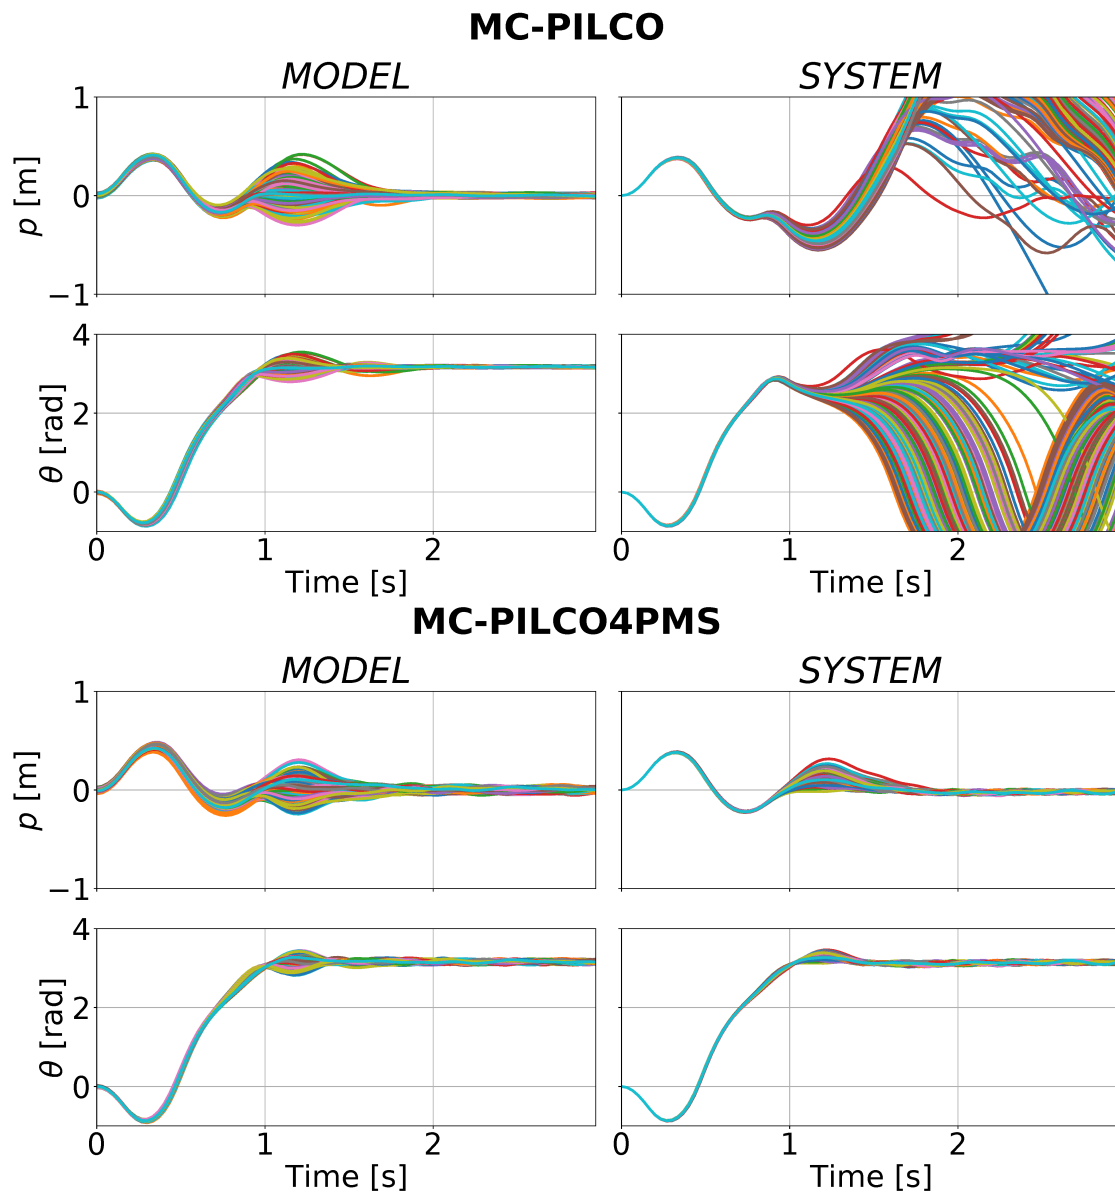 MC-PILCO
MODEL SYSTEM
1
0
−1
p [m]
4
2
0
θ [rad]
0 1 2 0 1 2
Time [s] Time [s]
MC-PILCO4PMS
MODEL SYSTEM
1
0
−1
p [m]
4
2
0
θ [rad]
0 1 2 0 1 2
Time [s] Time [s]